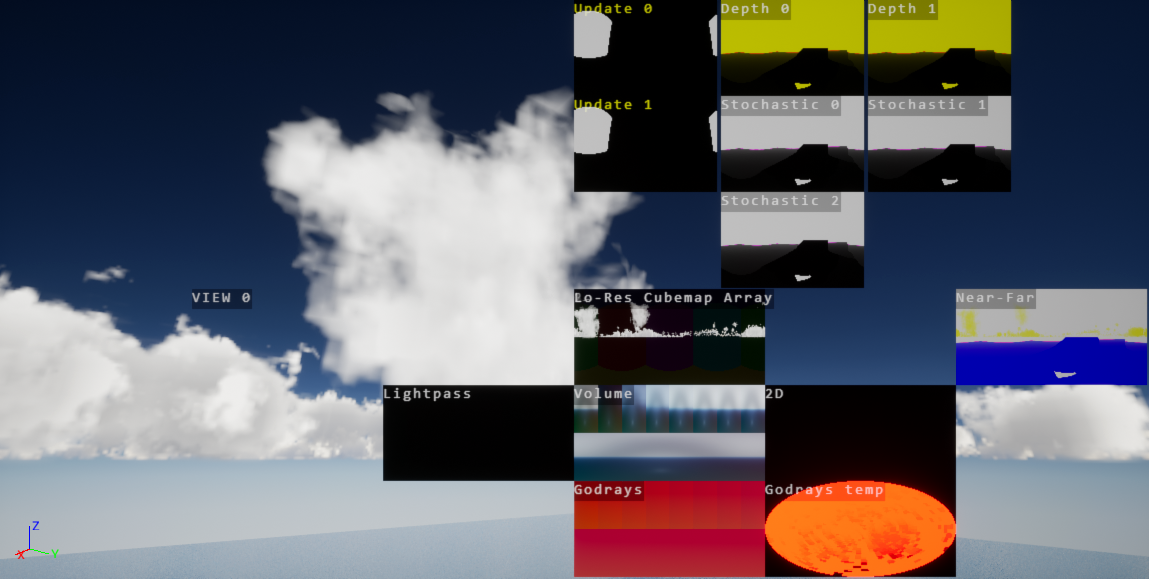 Update 0
Depth 0
Depth 1
Update 1
Stochastic 0
Stochastic 1
Stochastic 2
VIEW 0
Lo-Res Cubemap Array
Near-Far
Lightpass
Volume
2D
Godrays
Godrays temp
Z
X
Y